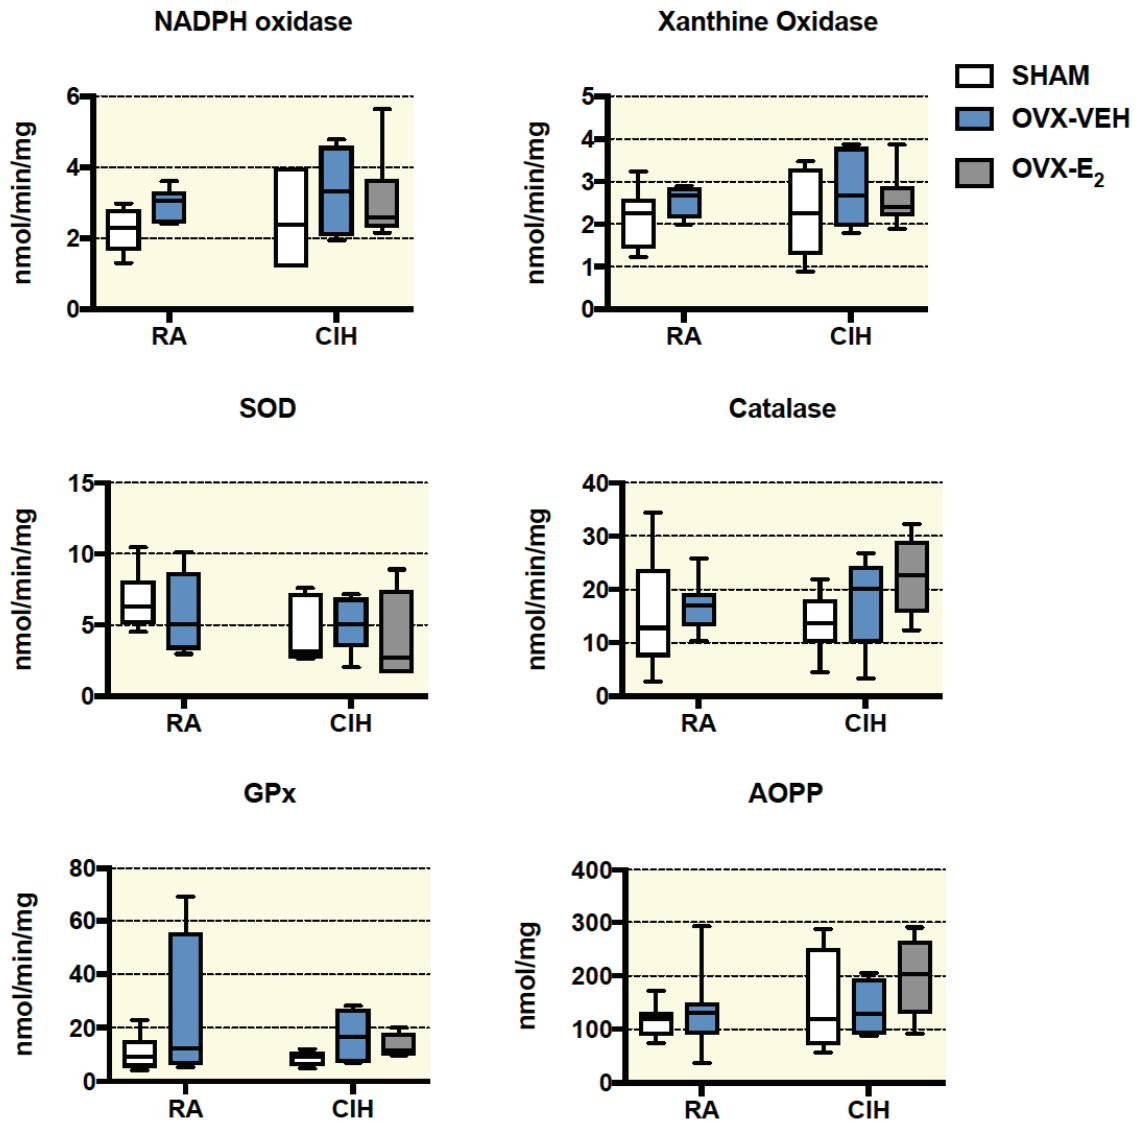 NADPH oxidase
nmol/min/mg
6
4
2
0
RA
CIH
Xanthine Oxidase
nmol/min/mg
5
4
3
2
1
0
RA
CIH
SHAM
OVX-VEH
OVX-E₂
SOD
nmol/min/mg
15
10
5
0
RA
CIH
Catalase
nmol/min/mg
40
30
20
10
0
RA
CIH
GPx
nmol/min/mg
80
60
40
20
0
RA
CIH
AOPP
nmol/mg
400
300
200
100
0
RA
CIH